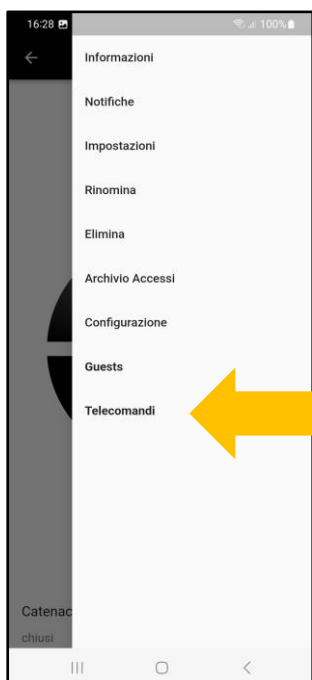 16:28
100%
Informazioni
Notifiche
Impostazioni
Rinomina
Elimina
Archivio Accessi
Configurazione
Guests
Telecomandi
Catenac
chiusi